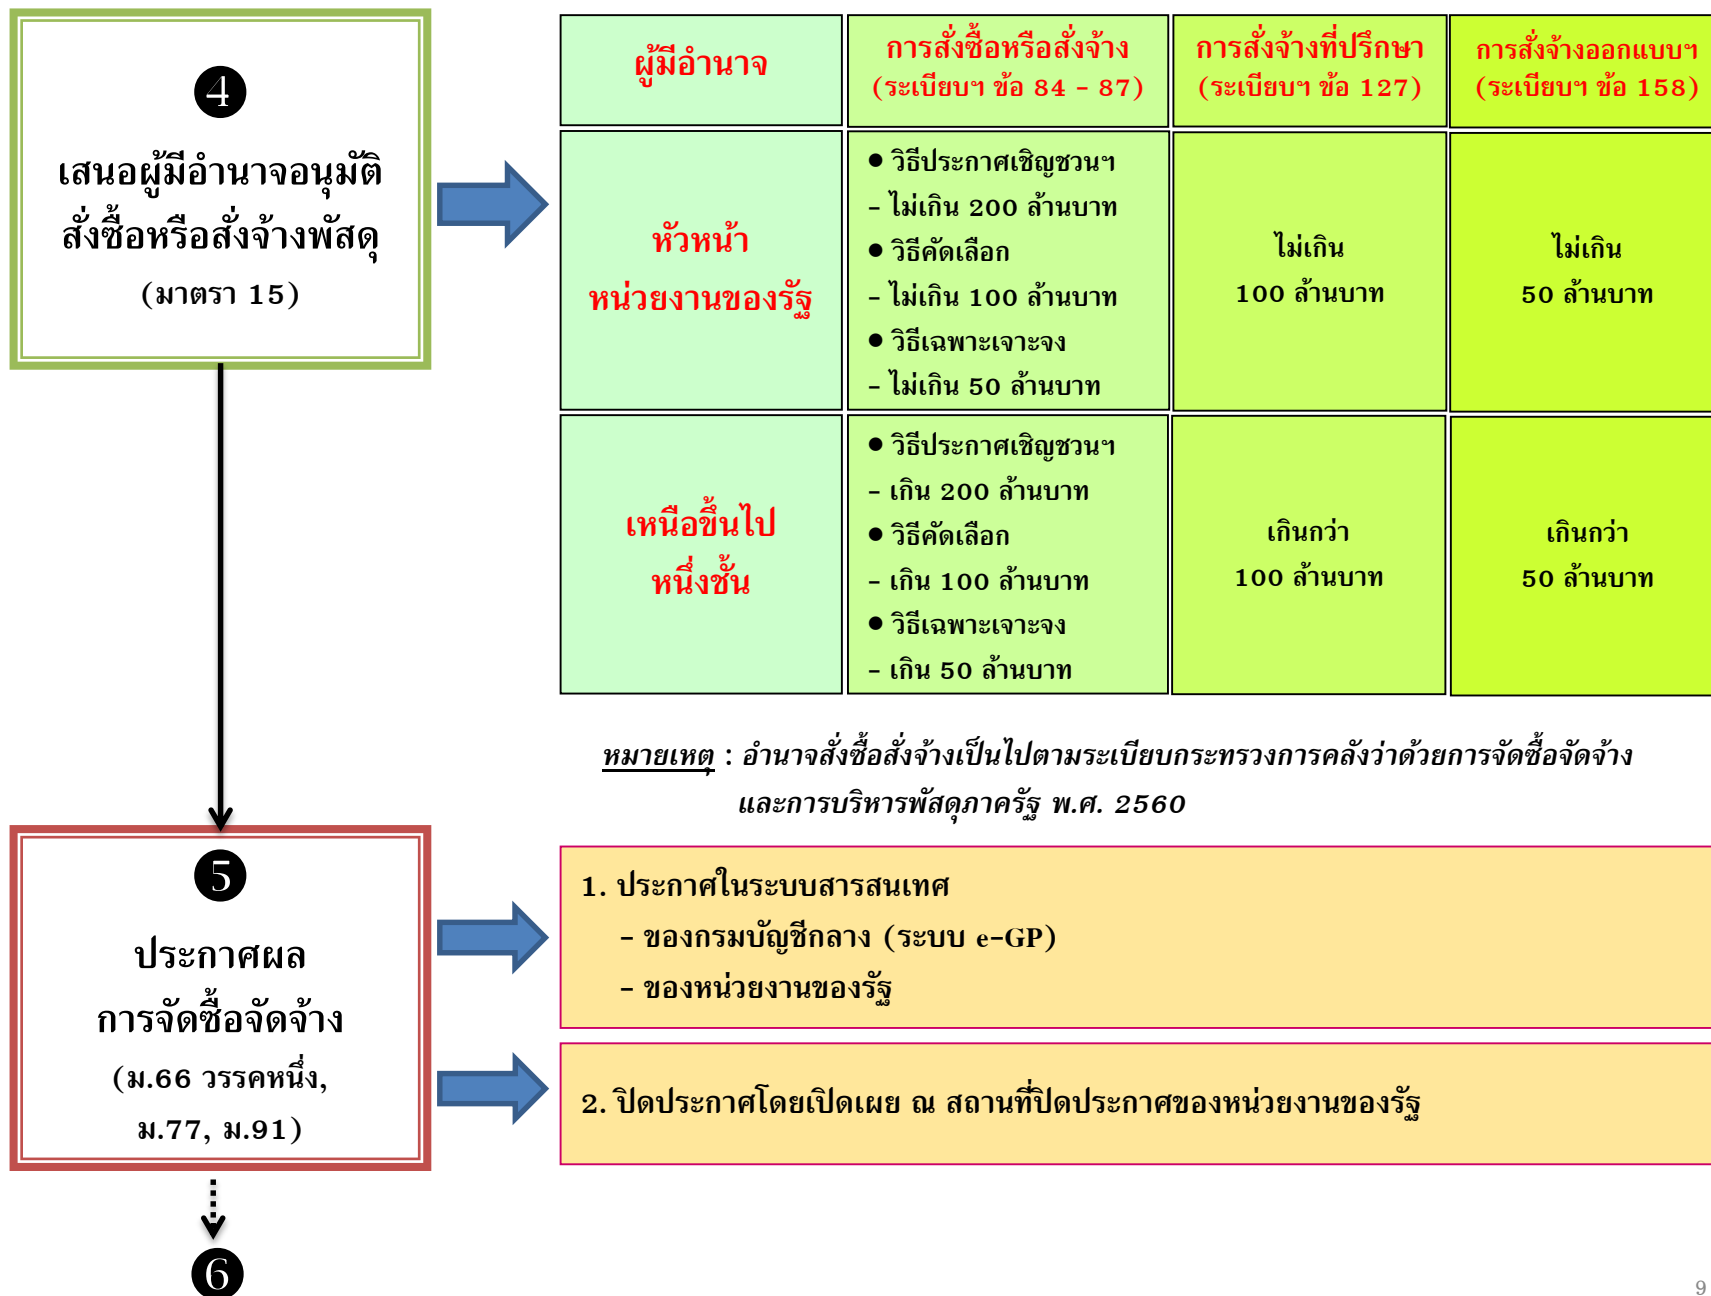 ❹
เสนอผู้มีอำนาจอนุมัติ
สั่งซื้อหรือสั่งจ้างพัสดุ
(มาตรา 15)
ผู้มีอำนาจ
การสั่งซื้อหรือสั่งจ้าง
(ระเบียบฯ ข้อ 84 - 87)
การสั่งจ้างที่ปรึกษา
(ระเบียบฯ ข้อ 127)
การสั่งจ้างออกแบบฯ
(ระเบียบฯ ข้อ 158)
หัวหน้า
หน่วยงานของรัฐ
● วิธีประกาศเชิญชวนฯ
- ไม่เกิน 200 ล้านบาท
● วิธีคัดเลือก
- ไม่เกิน 100 ล้านบาท
● วิธีเฉพาะเจาะจง
- ไม่เกิน 50 ล้านบาท
ไม่เกิน
100 ล้านบาท
ไม่เกิน
50 ล้านบาท
เหนือขึ้นไป
หนึ่งชั้น
● วิธีประกาศเชิญชวนฯ
- เกิน 200 ล้านบาท
● วิธีคัดเลือก
- เกิน 100 ล้านบาท
● วิธีเฉพาะเจาะจง
- เกิน 50 ล้านบาท
เกินกว่า
100 ล้านบาท
เกินกว่า
50 ล้านบาท
หมายเหตุ : อำนาจสั่งซื้อสั่งจ้างเป็นไปตามระเบียบกระทรวงการคลังว่าด้วยการจัดซื้อจัดจ้าง
และการบริหารพัสดุภาครัฐ พ.ศ. 2560
❺
ประกาศผล
การจัดซื้อจัดจ้าง
(ม.66 วรรคหนึ่ง,
ม.77, ม.91)
1. ประกาศในระบบสารสนเทศ
- ของกรมบัญชีกลาง (ระบบ e-GP)
- ของหน่วยงานของรัฐ
2. ปิดประกาศโดยเปิดเผย ณ สถานที่ปิดประกาศของหน่วยงานของรัฐ
❻
9